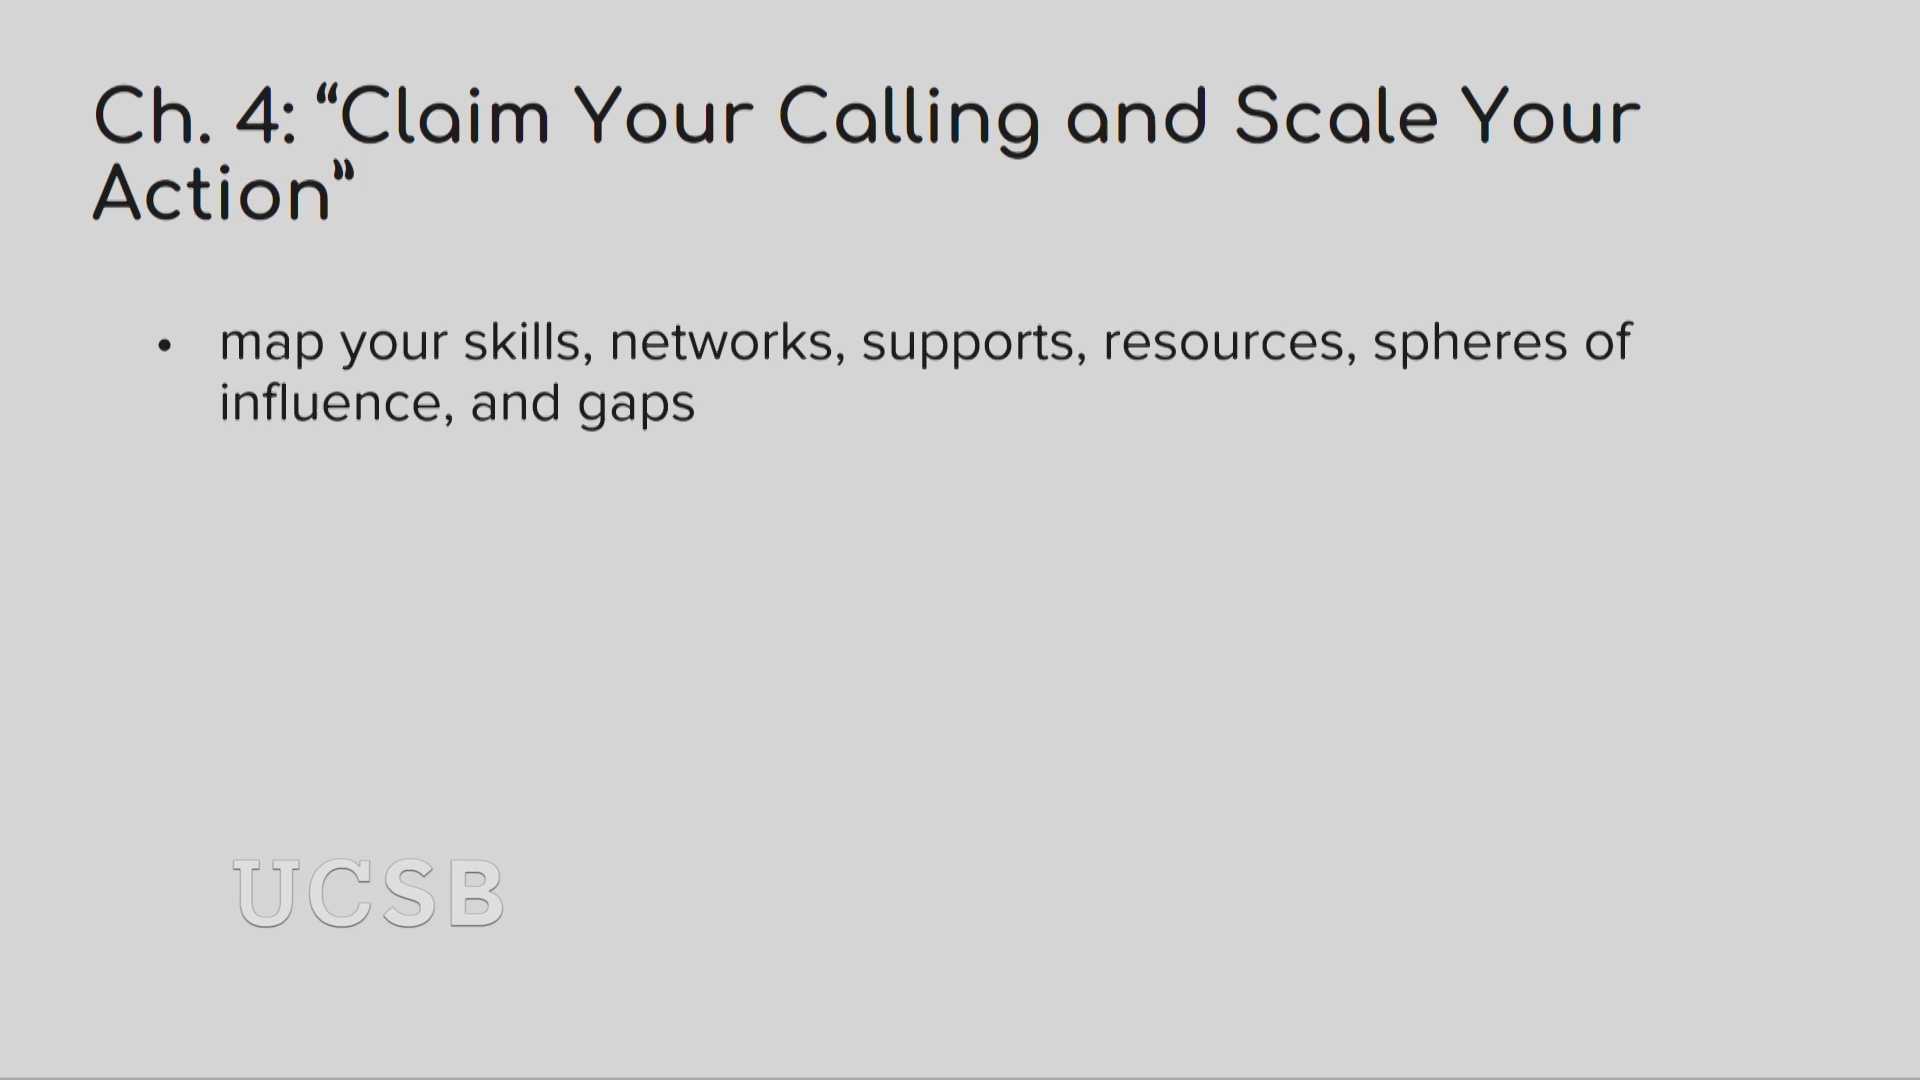 Ch. 4: “Claim Your Calling and Scale Your
Action”
• map your skills, networks, supports, resources, spheres of
influence, and gaps
UCSB